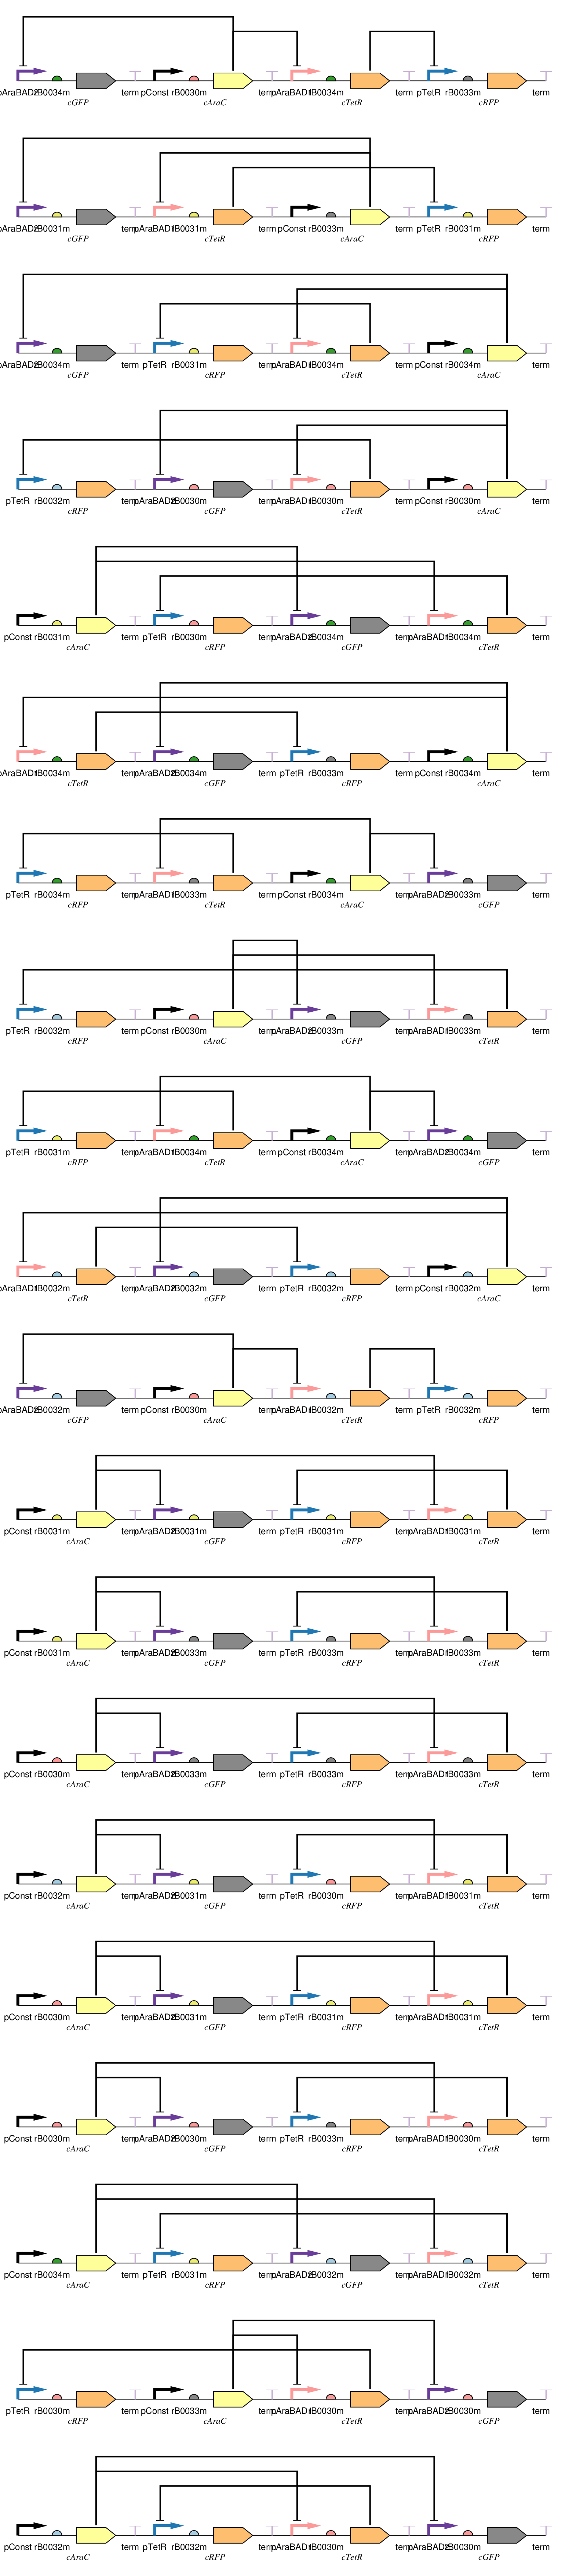 pAraBAD2 rB0034m term pConst rB0030m term pAraBAD1 rB0034m term pTetR rB0033m term
cGFP cAraC cTetR cRFP
pAraBAD2 rB0031m term pAraBAD1 rB0031m term pConst rB0033m term pTetR rB0031m term
cGFP cTetR cAraC cRFP
pAraBAD2 rB0034m term pTetR rB0031m term pAraBAD1 rB0034m term pConst rB0034m term
cGFP cRFP cTetR cAraC
pTetR rB0032m term pAraBAD2 rB0030m term pAraBAD1 rB0030m term pConst rB0030m term
cRFP cGFP cTetR cAraC
pConst rB0031m term pTetR rB0030m term pAraBAD2 rB0034m term pAraBAD1 rB0034m term
cAraC cRFP cGFP cTetR
pAraBAD1 rB0034m term pAraBAD2 rB0034m term pTetR rB0033m term pConst rB0034m term
cTetR cGFP cRFP cAraC
pTetR rB0034m term pAraBAD1 rB0033m term pConst rB0034m term pAraBAD2 rB0033m term
cRFP cTetR cAraC cGFP
pTetR rB0032m term pConst rB0030m term pAraBAD2 rB0033m term pAraBAD1 rB0033m term
cRFP cAraC cGFP cTetR
pTetR rB0031m term pAraBAD1 rB0034m term pConst rB0034m term pAraBAD2 rB0034m term
cRFP cTetR cAraC cGFP
pAraBAD1 rB0032m term pAraBAD2 rB0032m term pTetR rB0032m term pConst rB0032m term
cTetR cGFP cRFP cAraC
pAraBAD2 rB0032m term pConst rB0030m term pAraBAD1 rB0032m term pTetR rB0032m term
cGFP cAraC cTetR cRFP
pConst rB0031m term pAraBAD2 rB0031m term pTetR rB0031m term pAraBAD1 rB0031m term
cAraC cGFP cRFP cTetR
pConst rB0031m term pAraBAD2 rB0033m term pTetR rB0033m term pAraBAD1 rB0033m term
cAraC cGFP cRFP cTetR
pConst rB0030m term pAraBAD2 rB0033m term pTetR rB0033m term pAraBAD1 rB0033m term
cAraC cGFP cRFP cTetR
pConst rB0032m term pAraBAD2 rB0031m term pTetR rB0030m term pAraBAD1 rB0031m term
cAraC cGFP cRFP cTetR
pConst rB0030m term pAraBAD2 rB0031m term pTetR rB0031m term pAraBAD1 rB0031m term
cAraC cGFP cRFP cTetR
pConst rB0030m term pAraBAD2 rB0030m term pTetR rB0033m term pAraBAD1 rB0030m term
cAraC cGFP cRFP cTetR
pConst rB0034m term pTetR rB0031m term pAraBAD2 rB0032m term pAraBAD1 rB0032m term
cAraC cRFP cGFP cTetR
pTetR rB0030m term pConst rB0033m term pAraBAD1 rB0030m term pAraBAD2 rB0030m term
cRFP cAraC cTetR cGFP
pConst rB0032m term pTetR rB0032m term pAraBAD1 rB0030m term pAraBAD2 rB0030m term
cAraC cRFP cTetR cGFP